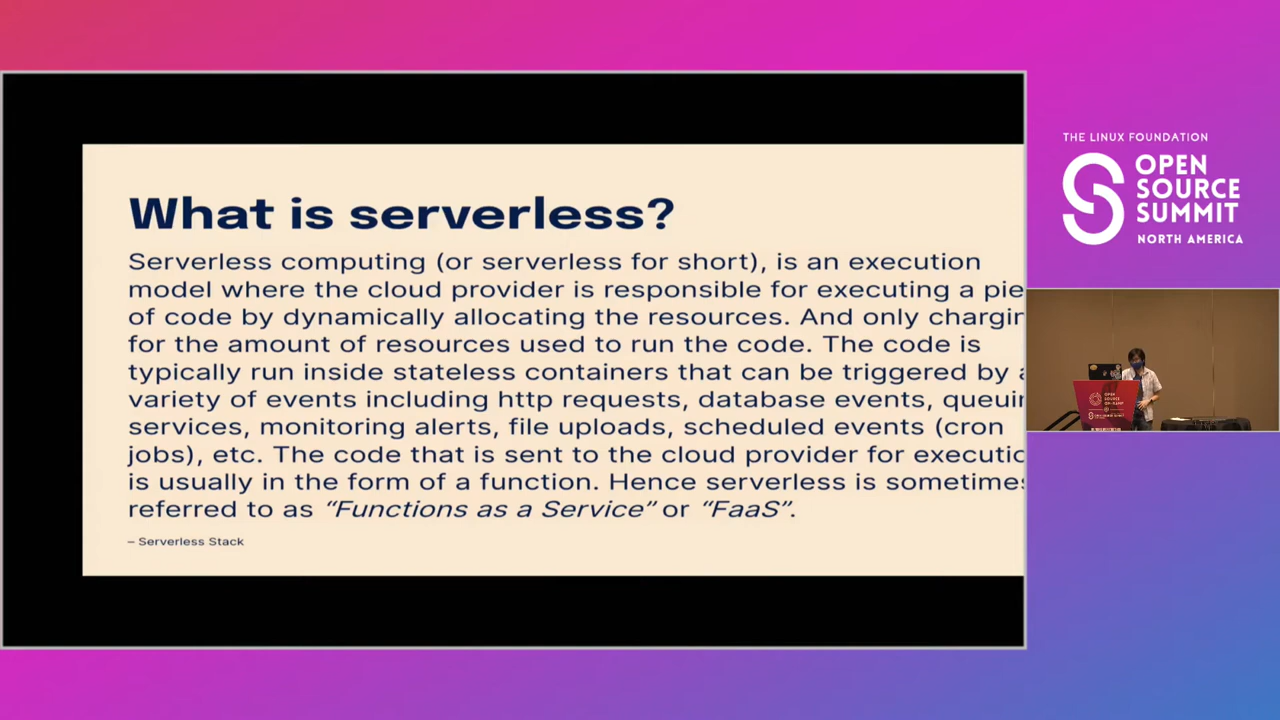 What is serverless?
Serverless computing (or serverless for short), is an execution
model where the cloud provider is responsible for executing a pie
of code by dynamically allocating the resources. And only chargin
for the amount of resources used to run the code. The code is
typically run inside stateless containers that can be triggered by a
variety of events including http requests, database events, queuin
services, monitoring alerts, file uploads, scheduled events (cron
jobs), etc. The code that is sent to the cloud provider for executio
is usually in the form of a function. Hence serverless is sometimes
referred to as “Functions as a Service” or “FaaS”.
– Serverless Stack
THE LINUX FOUNDATION
OPEN
SOURCE
SUMMIT
NORTH AMERICA
OPEN
SOURCE